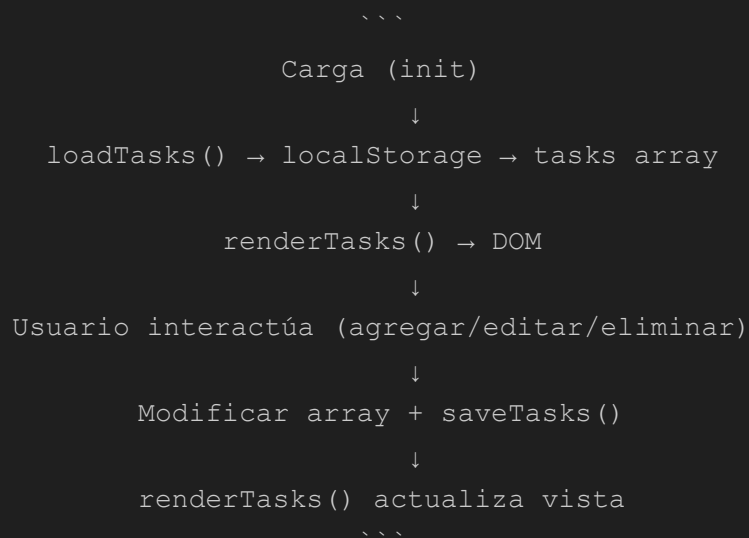 ```
Carga (init)
↓
loadTasks() → localStorage → tasks array
↓
renderTasks() → DOM
↓
Usuario interactúa (agregar/editar/eliminar)
↓
Modificar array + saveTasks()
↓
renderTasks() actualiza vista
```